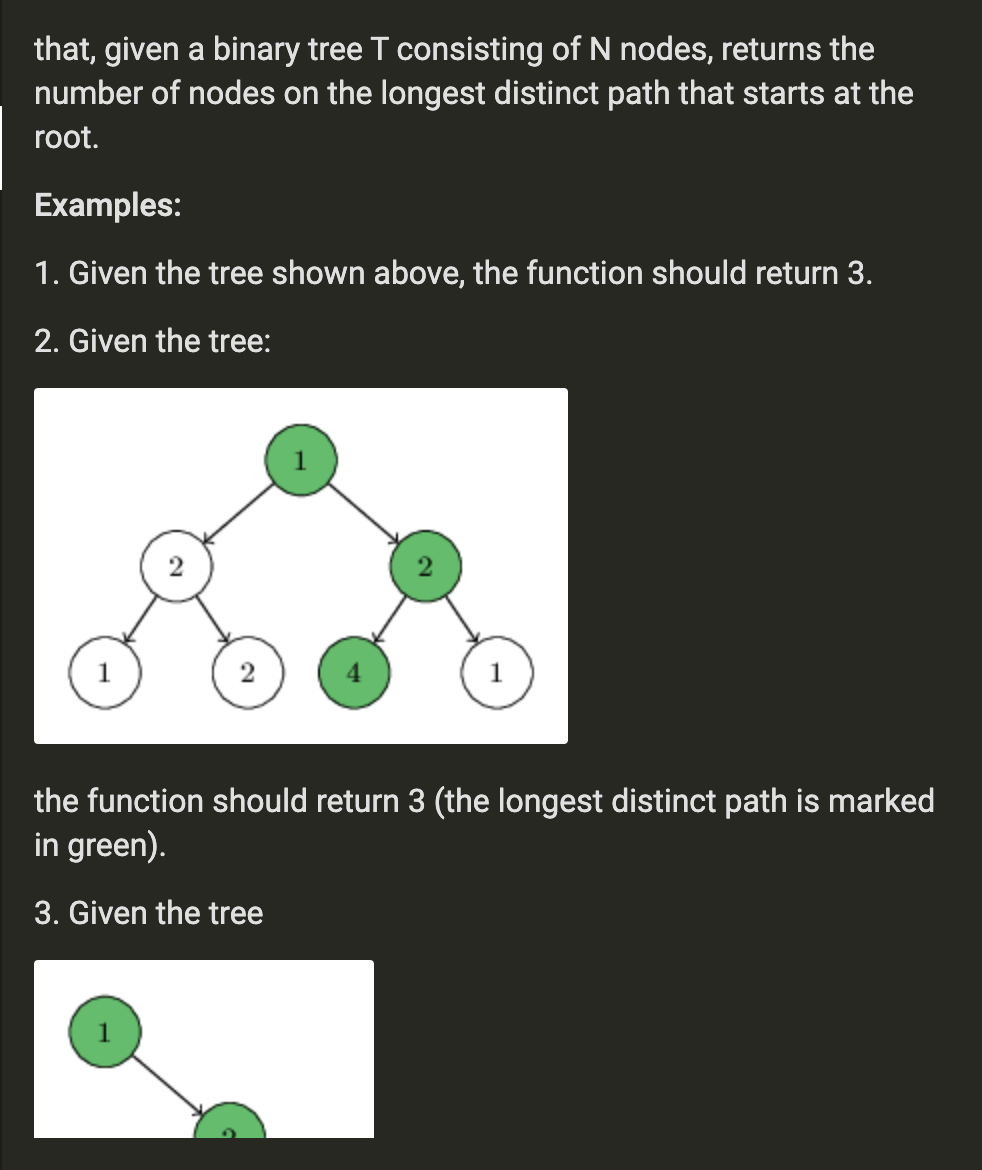 that, given a binary tree T consisting of N nodes, returns the
number of nodes on the longest distinct path that starts at the
root.
Examples:
1. Given the tree shown above, the function should return 3.
2. Given the tree:
1
2 2
1 2 4 1
the function should return 3 (the longest distinct path is marked
in green).
3. Given the tree
1